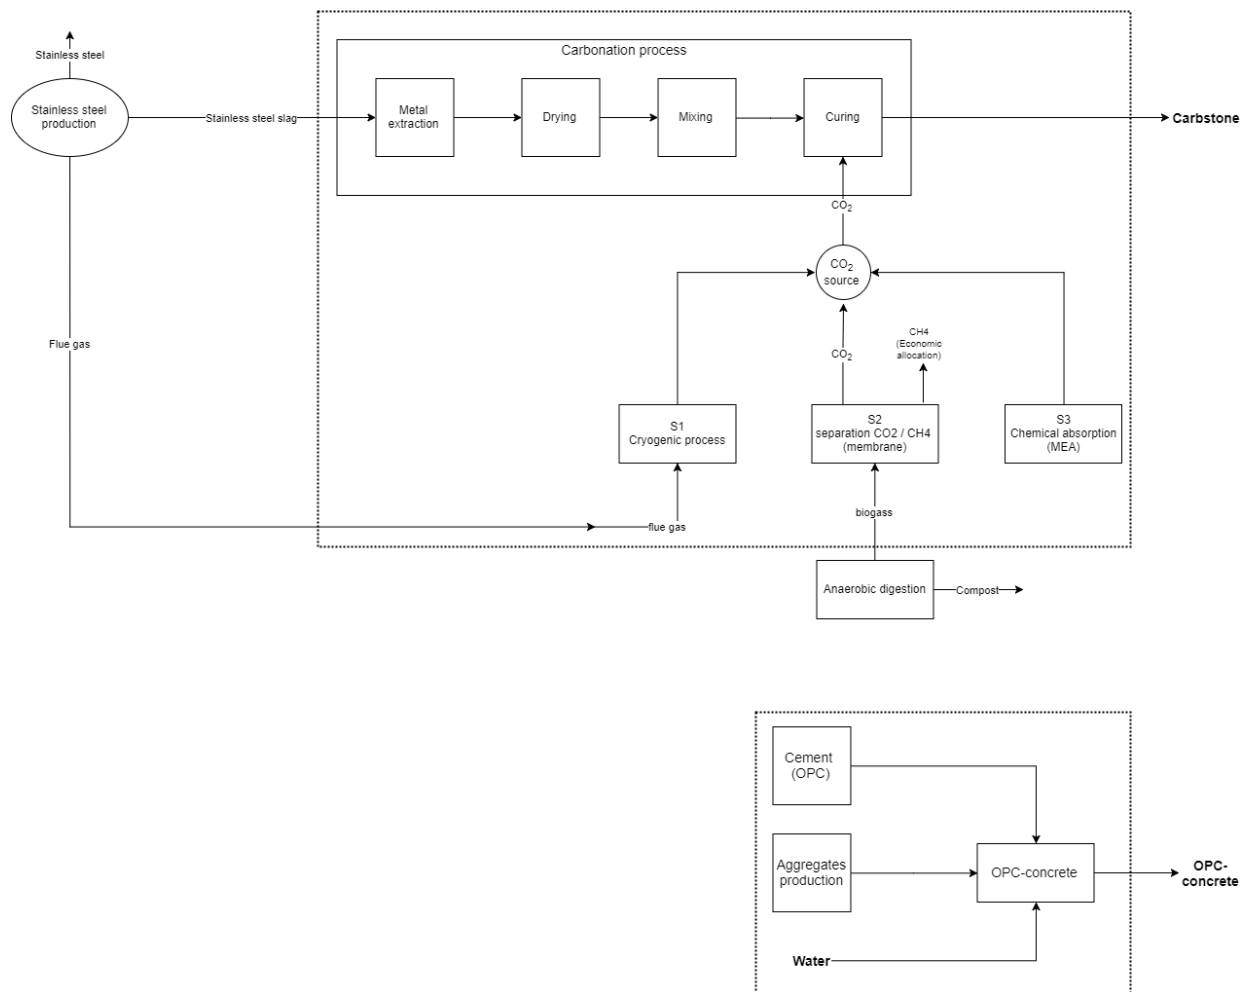 Carbonation process
Stainless steel
Stainless steel
production
Stainless steel slag
Metal
extraction
Drying
Mixing
Curing
Carbstone
CO₂
CO₂
source
Flue gas
CO₂
CH4
(Economic
allocation)
S1
Cryogenic process
S2
separation CO2 / CH4
(membrane)
S3
Chemical absorption
(MEA)
flue gas
biogass
Anaerobic digestion
Compost
Cement
(OPC)
Aggregates
production
OPC-concrete
OPC-
concrete
Water